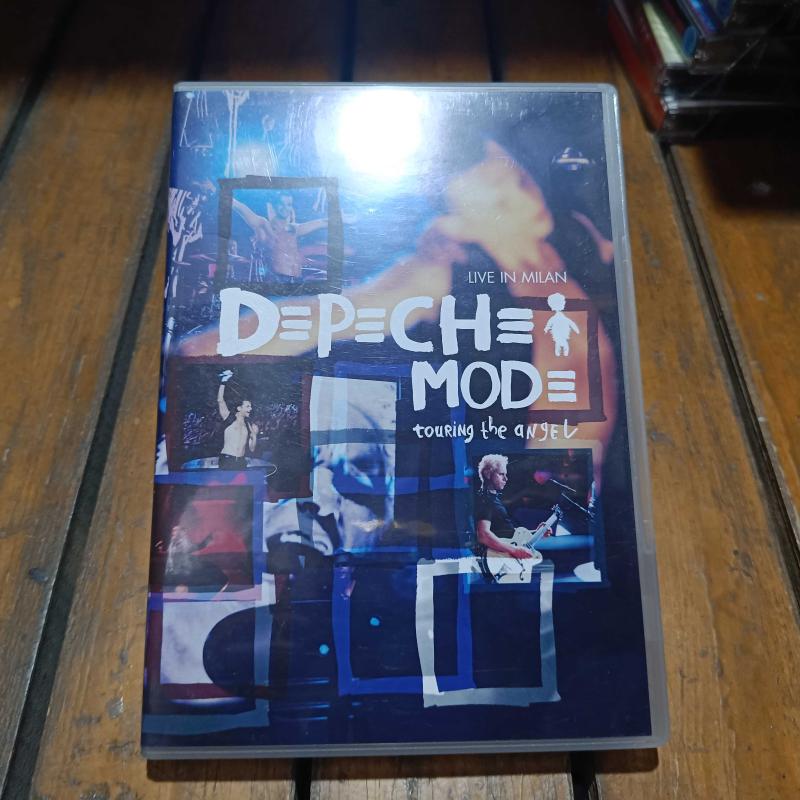 LIVE IN MILAN
DEPECHE
MODE
touring the angel